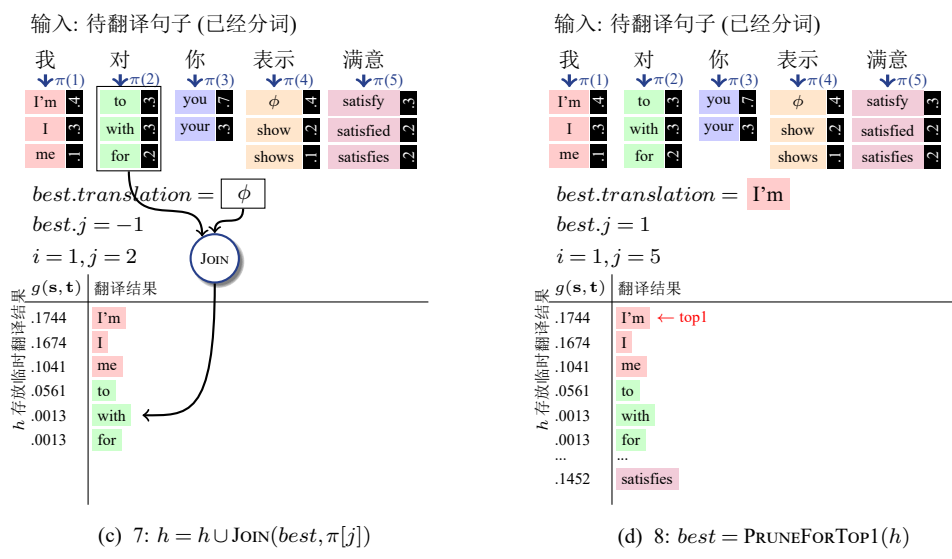 输入: 待翻译句子 (已经分词)
我 对 你 表示 满意
π(1) π(2) π(3) π(4) π(5)
I'm .4 to .3 you .7 ϕ .4 satisfy .3
I .3 with .3 your .3 show .2 satisfied .2
me .1 for .2 shows .1 satisfies .2
best.translation = ϕ
best.j = −1
i = 1, j = 2
JOIN
h 存放临时翻译结果
g(s, t) 翻译结果
.1744 I'm
.1674 I
.1041 me
.0561 to
.0013 with
.0013 for
(c) 7: h = h ∪ JOIN(best, π[j])
输入: 待翻译句子 (已经分词)
我 对 你 表示 满意
π(1) π(2) π(3) π(4) π(5)
I'm .4 to .3 you .7 ϕ .4 satisfy .3
I .3 with .3 your .3 show .2 satisfied .2
me .1 for .2 shows .1 satisfies .2
best.translation = I'm
best.j = 1
i = 1, j = 5
h 存放临时翻译结果
g(s, t) 翻译结果
.1744 I'm ← top1
.1674 I
.1041 me
.0561 to
.0013 with
.0013 for
... ...
.1452 satisfies
(d) 8: best = PRUNEFORTOP1(h)